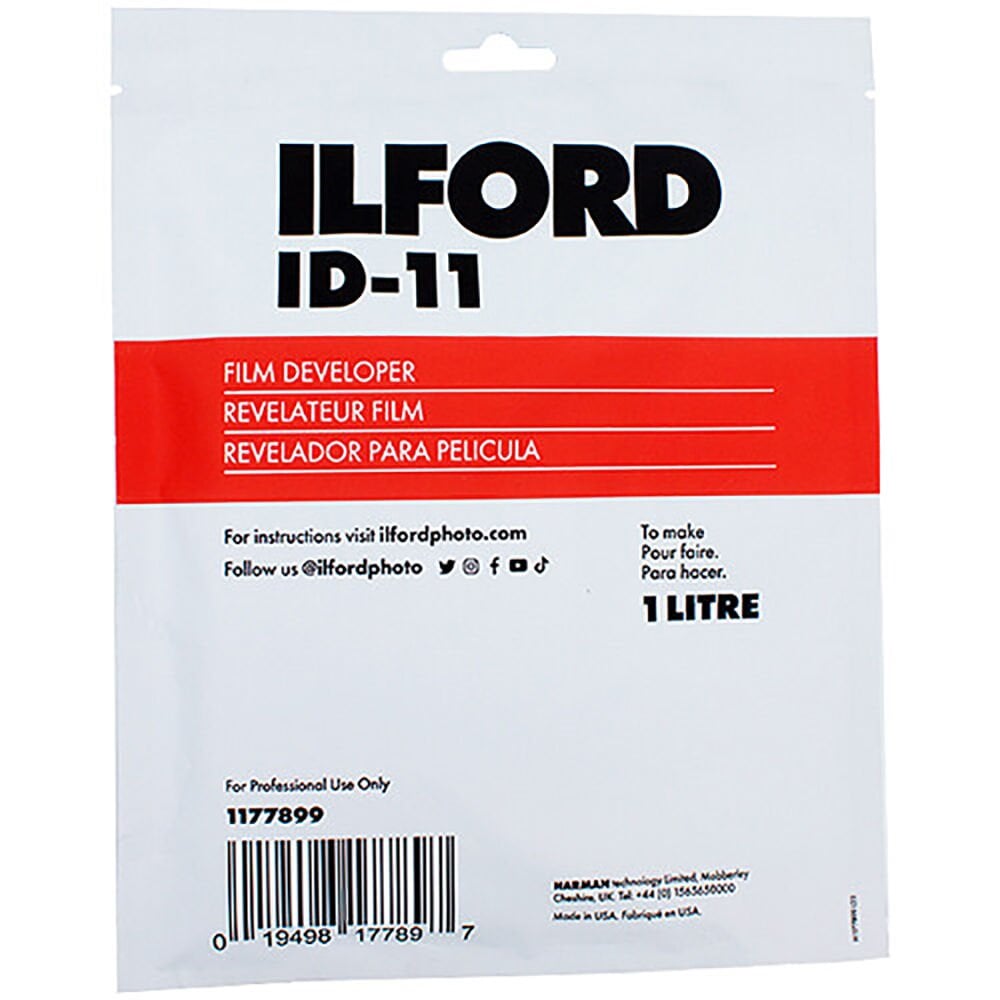 ILFORD
ID-11
FILM DEVELOPER
REVELATEUR FILM
REVELADOR PARA PELICULA
For instructions visit ilfordphoto.com
Follow us @ilfordphoto
To make
Pour faire.
Para hacer.
1 LITRE
For Professional Use Only
1177899
0 19498 17789 7
HARMAN technology Limited, Mobberley
Cheshire, UK. Tel: +44 (0) 1565650000
Made in USA. Fabriqué en USA.